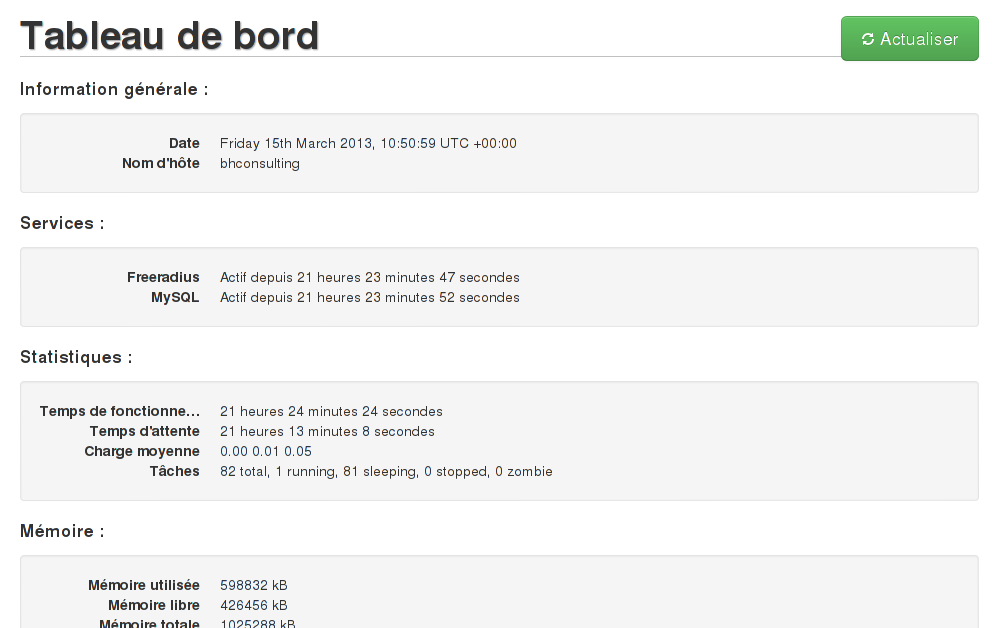 Tableau de bord
Actualiser
Information générale :
Date Friday 15th March 2013, 10:50:59 UTC +00:00
Nom d'hôte bhconsulting
Services :
Freeradius Actif depuis 21 heures 23 minutes 47 secondes
MySQL Actif depuis 21 heures 23 minutes 52 secondes
Statistiques :
Temps de fonctionne... 21 heures 24 minutes 24 secondes
Temps d'attente 21 heures 13 minutes 8 secondes
Charge moyenne 0.00 0.01 0.05
Tâches 82 total, 1 running, 81 sleeping, 0 stopped, 0 zombie
Mémoire :
Mémoire utilisée 598832 kB
Mémoire libre 426456 kB
Mémoire totale 1025288 kB